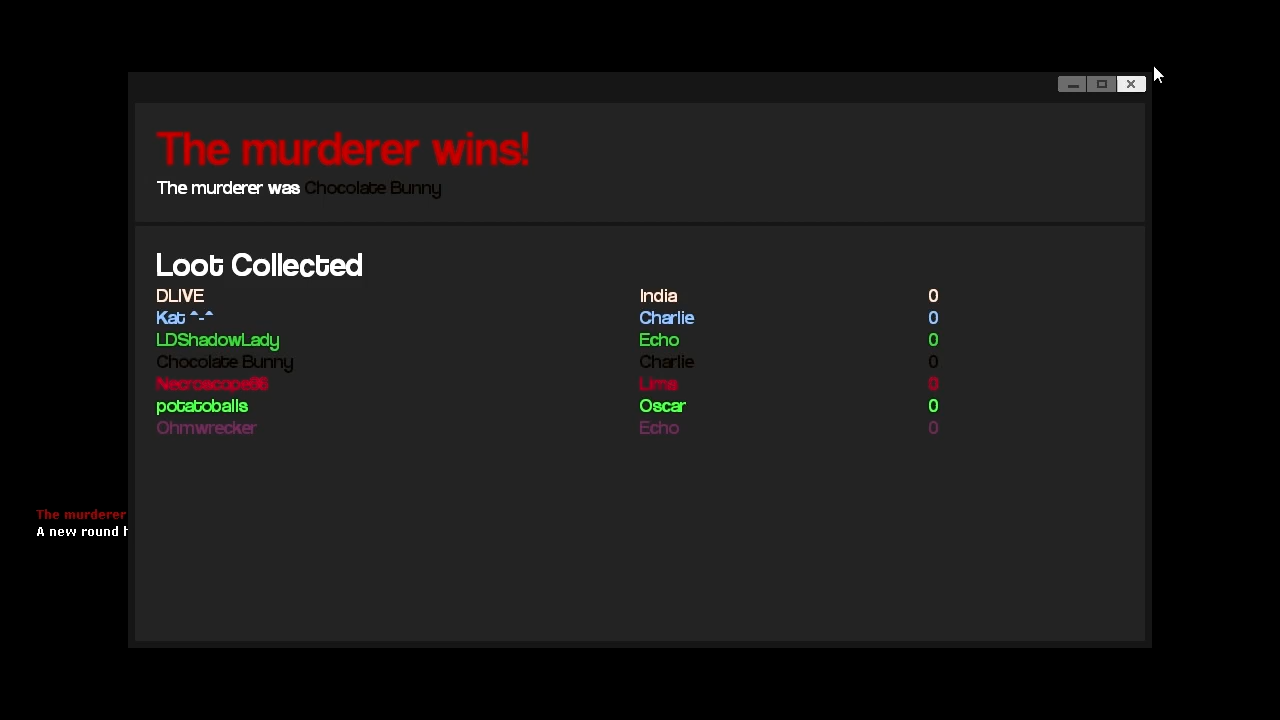 The murderer wins!
The murderer was Chocolate Bunny
Loot Collected
DLIVE India 0
Kat ^-^ Charlie 0
LDShadowLady Echo 0
Chocolate Bunny Charlie 0
Necroscope86 Lima 0
potatoballs Oscar 0
Ohmwrecker Echo 0
The murderer
A new round h